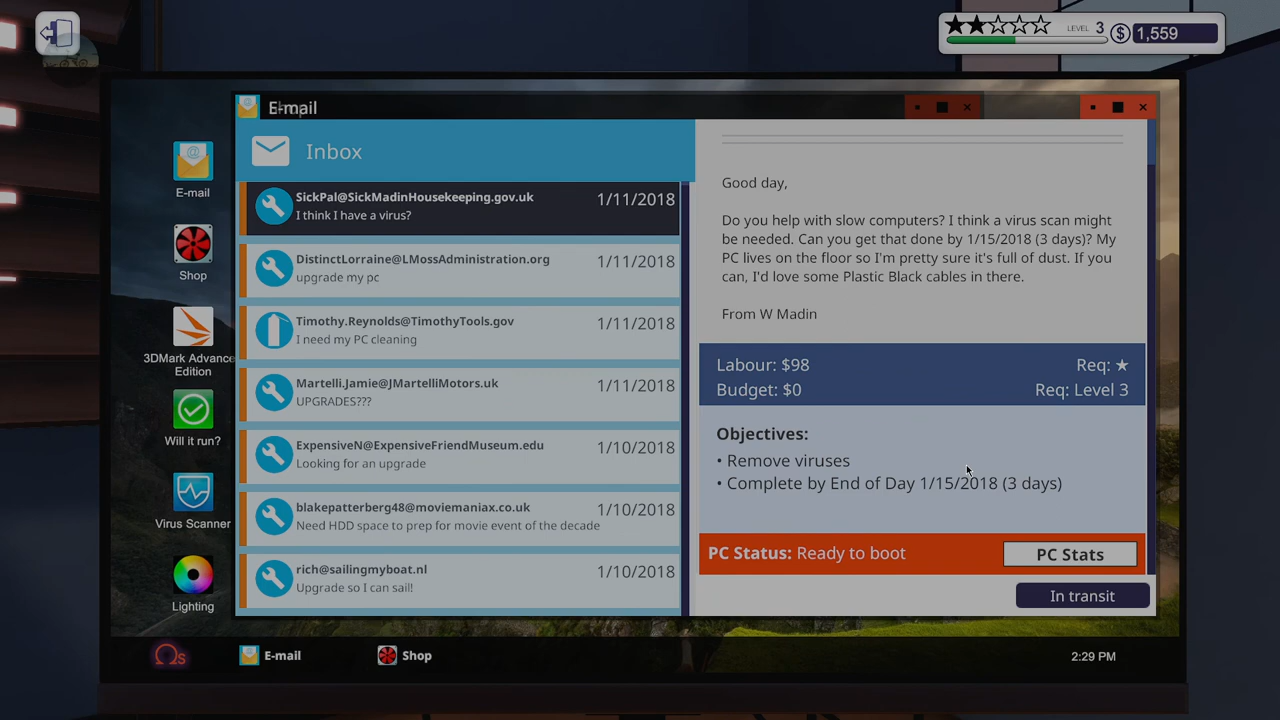 LEVEL 3
$ 1,559
E-mail
Inbox
SickPal@SickMadinHousekeeping.gov.uk
1/11/2018
I think I have a virus?
DistinctLorraine@LMossAdministration.org
1/11/2018
upgrade my pc
Timothy.Reynolds@TimothyTools.gov
1/11/2018
I need my PC cleaning
Martelli.Jamie@JMartelliMotors.uk
1/11/2018
UPGRADES???
ExpensiveN@ExpensiveFriendMuseum.edu
1/10/2018
Looking for an upgrade
blakepatterberg48@moviemaniax.co.uk
1/10/2018
Need HDD space to prep for movie event of the decade
rich@sailingmyboat.nl
1/10/2018
Upgrade so I can sail!
Good day,
Do you help with slow computers? I think a virus scan might
be needed. Can you get that done by 1/15/2018 (3 days)? My
PC lives on the floor so I'm pretty sure it's full of dust. If you
can, I'd love some Plastic Black cables in there.
From W Madin
Labour: $98
Req: ★
Budget: $0
Req: Level 3
Objectives:
• Remove viruses
• Complete by End of Day 1/15/2018 (3 days)
PC Status: Ready to boot
PC Stats
In transit
E-mail
Shop
3DMark Advance
Edition
Will it run?
Virus Scanner
Lighting
Ωs
E-mail
Shop
2:29 PM